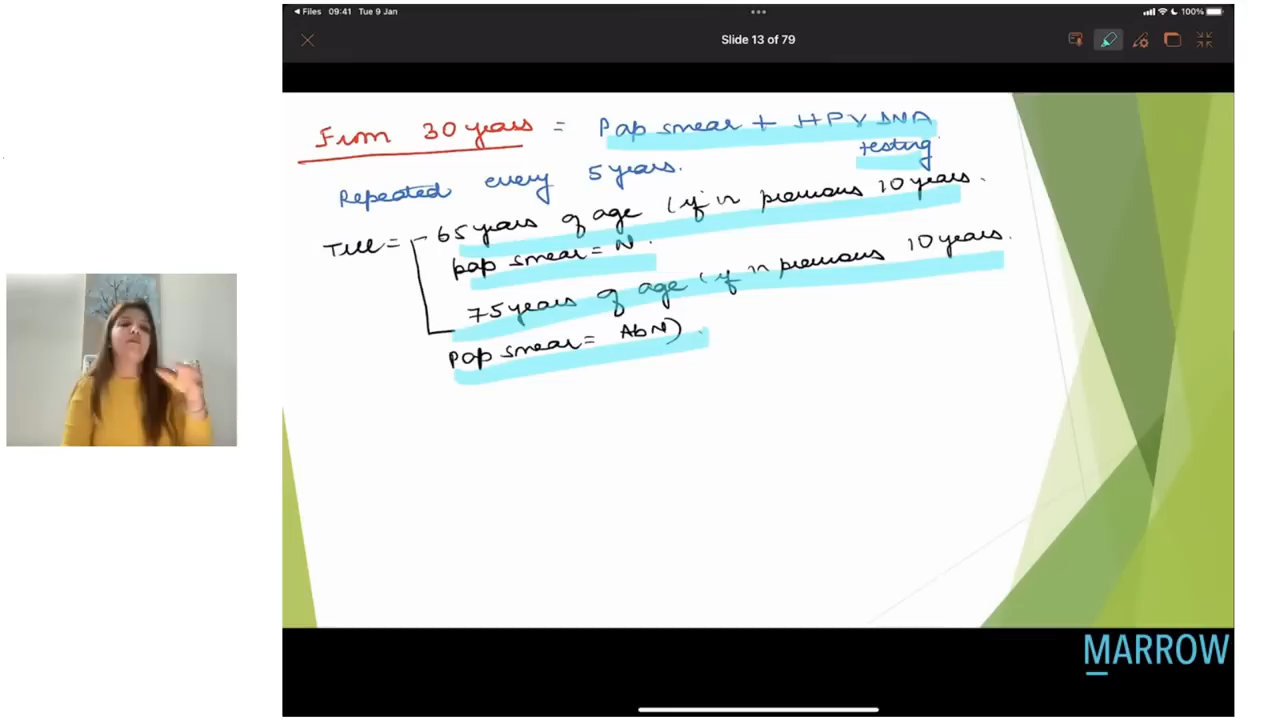 Files 09:41 Tue 9 Jan
100%
Slide 13 of 79
From 30 years = Pap smear + HPV DNA
testing.
Repeated every 5 years.
Till = 65 years of age (if in previous 10 years.
pap smear = N.
75 years of age (if in previous 10 years.
Pap smear = AbN).
MARROW